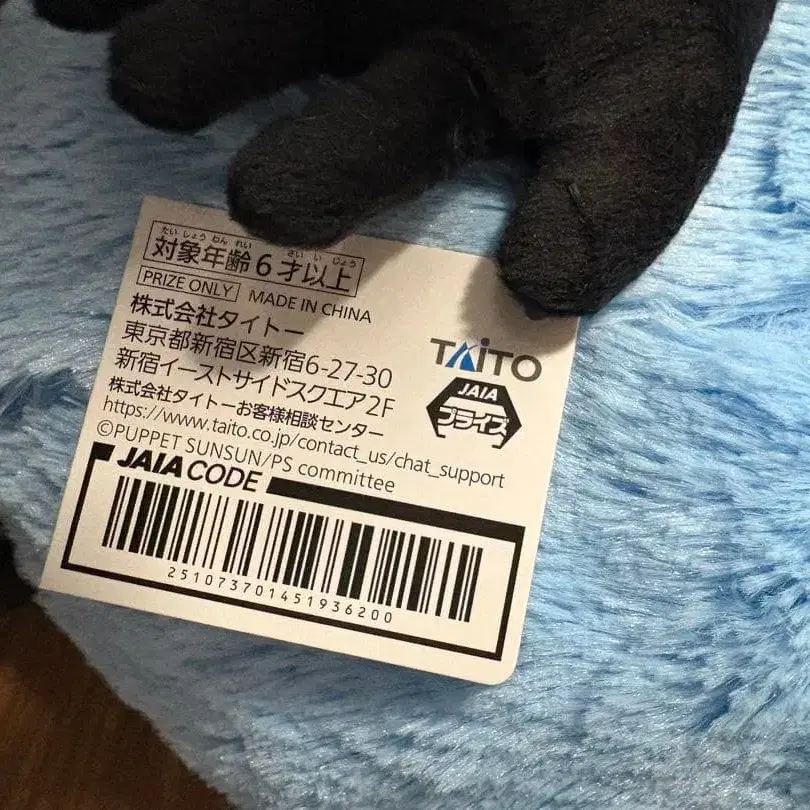 たいしょうねんれい さいいじょう
対象年齢6才以上
PRIZE ONLY MADE IN CHINA
株式会社タイトー
東京都新宿区新宿6-27-30
新宿イーストサイドスクエア2F
株式会社タイトーお客様相談センター
https://www.taito.co.jp/contact_us/chat_support
©PUPPET SUNSUN/PS committee
TAITO
JAIA
プライズ
JAIA CODE
251073701451936200